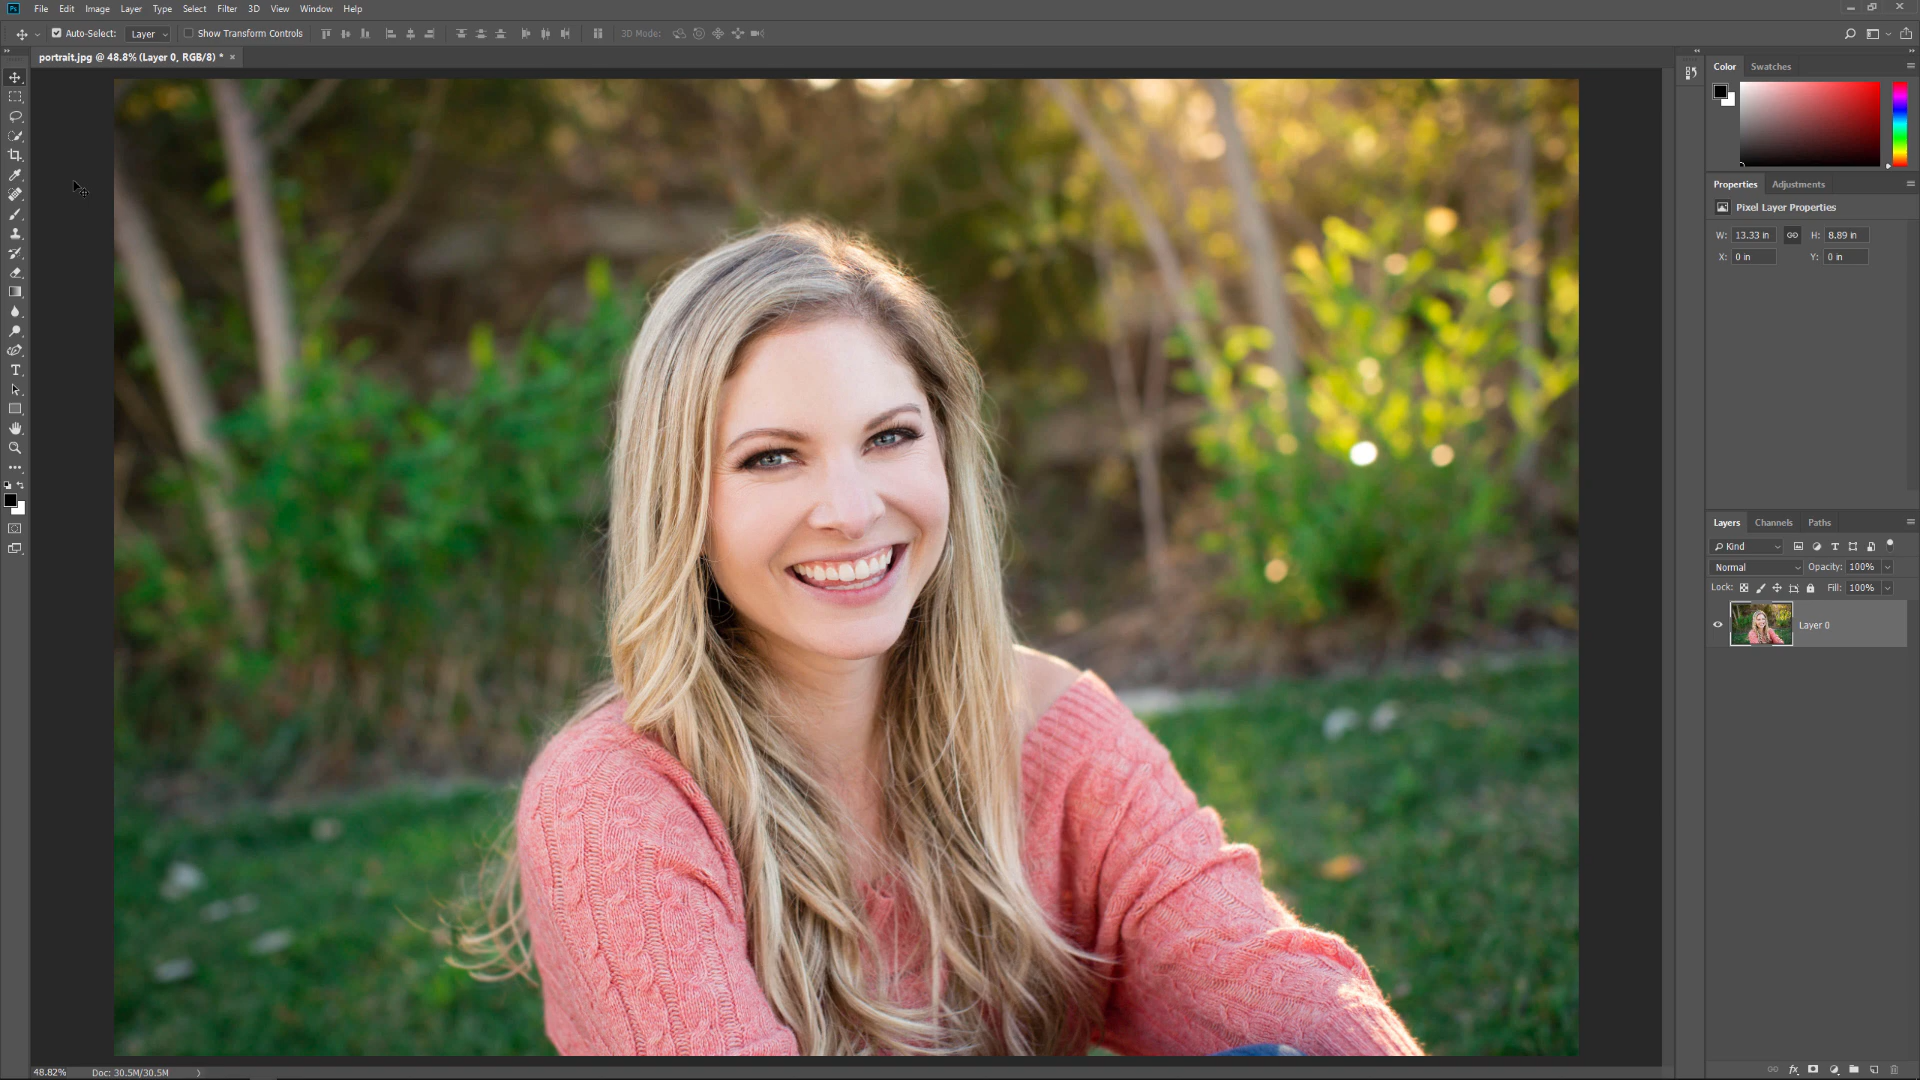 Ps File Edit Image Layer Type Select Filter 3D View Window Help
Auto-Select: Layer Show Transform Controls 3D Mode:
portrait.jpg @ 48.8% (Layer 0, RGB/8) * ×
Color Swatches
Properties Adjustments
Pixel Layer Properties
W: 13.33 in H: 8.89 in
X: 0 in Y: 0 in
Layers Channels Paths
Kind
Normal Opacity: 100%
Lock: Fill: 100%
Layer 0
48.82% Doc: 30.5M/30.5M